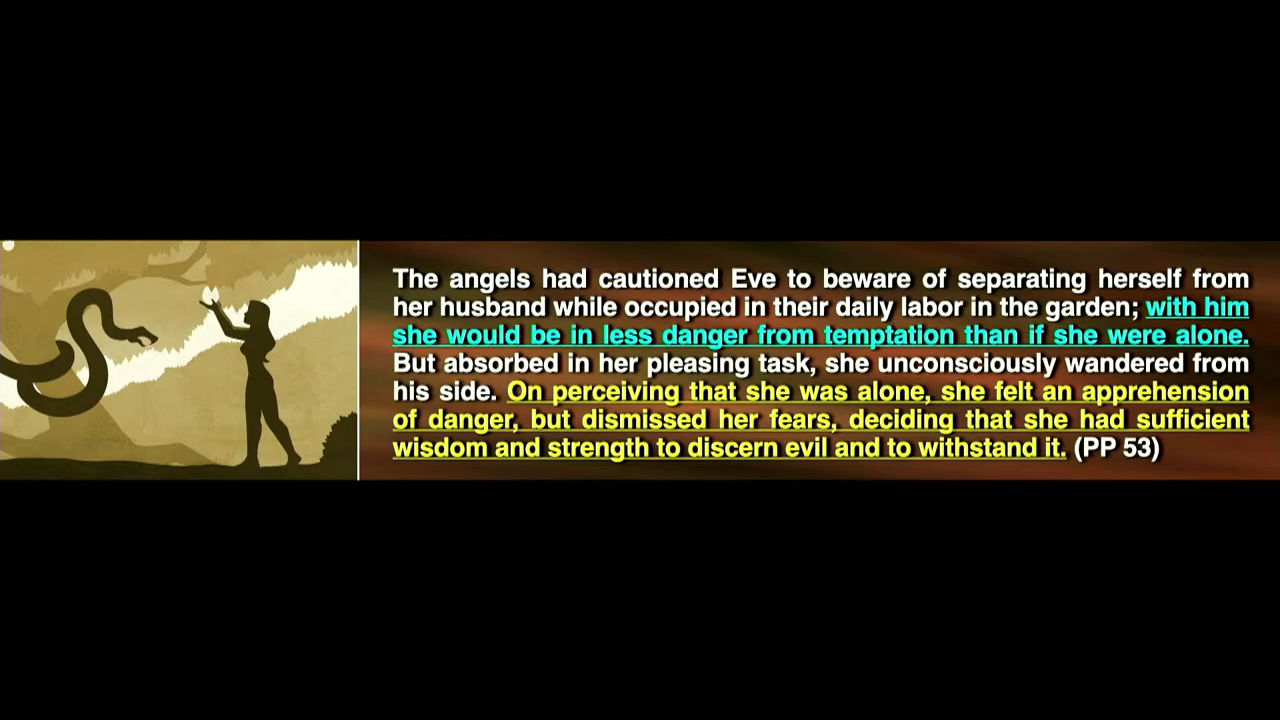 The angels had cautioned Eve to beware of separating herself from
her husband while occupied in their daily labor in the garden; with him
she would be in less danger from temptation than if she were alone.
But absorbed in her pleasing task, she unconsciously wandered from
his side. On perceiving that she was alone, she felt an apprehension
of danger, but dismissed her fears, deciding that she had sufficient
wisdom and strength to discern evil and to withstand it. (PP 53)